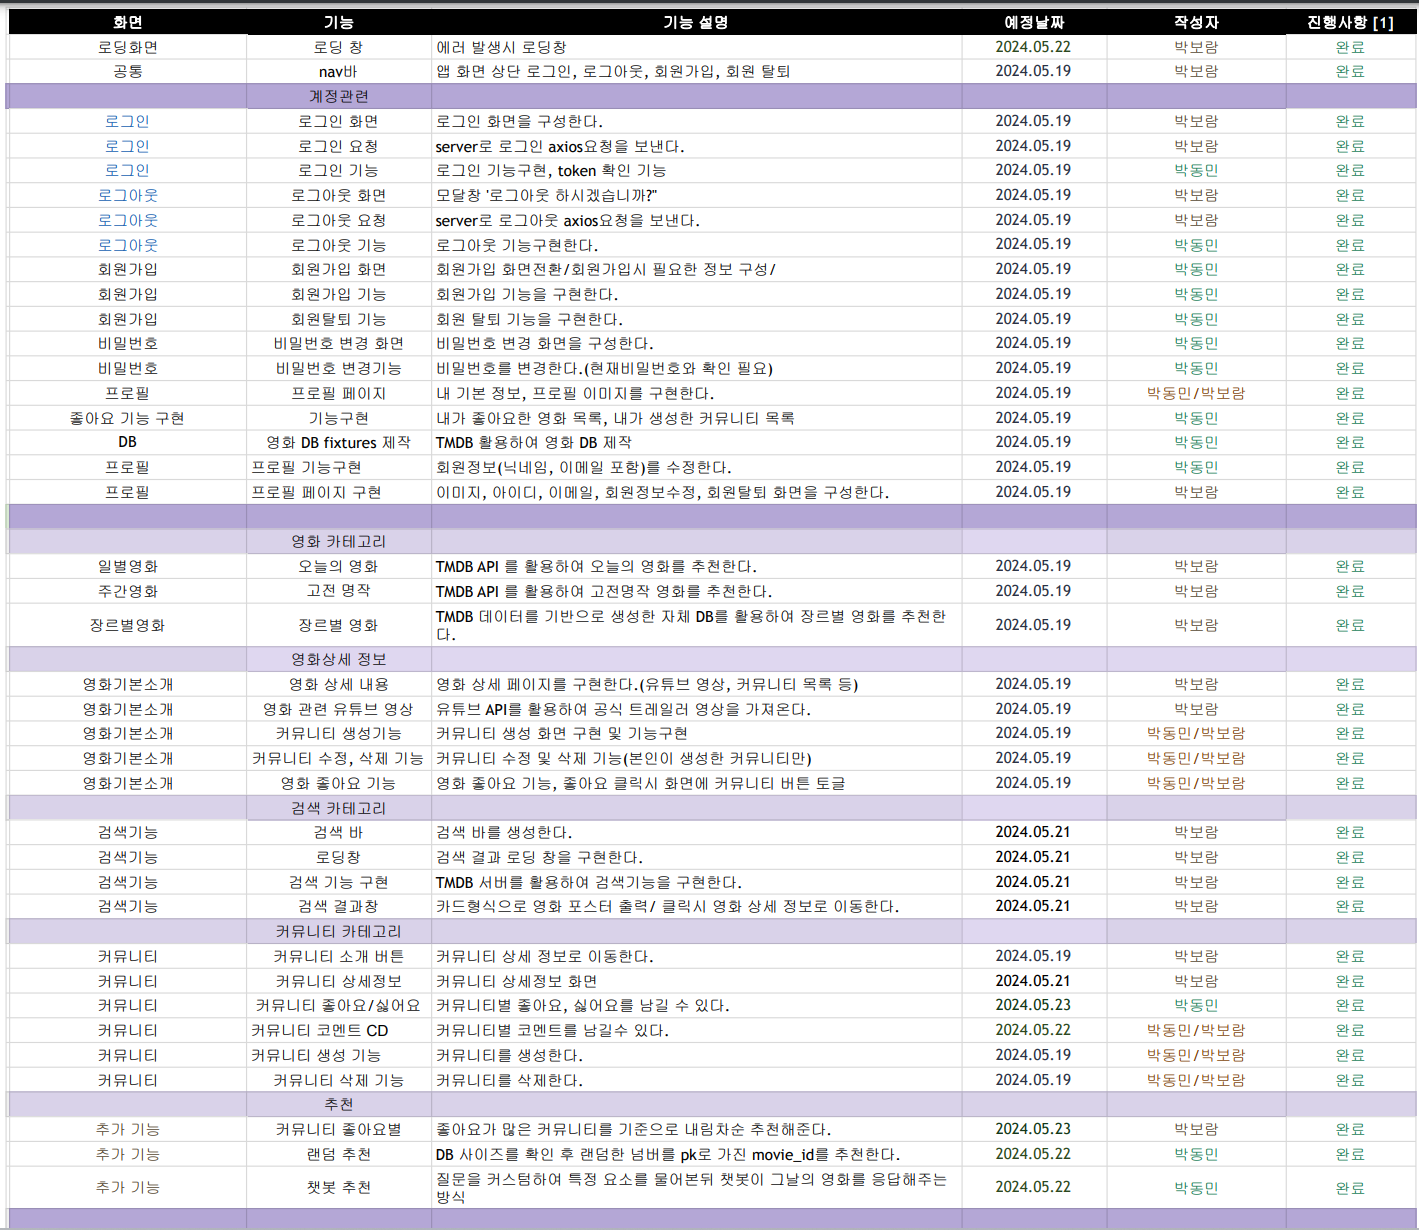 화면 기능 기능 설명 예정날짜 작성자 진행사항 [1]
로딩화면 로딩 창 에러 발생시 로딩창 2024.05.22 박보람 완료
공통 nav바 앱 화면 상단 로그인, 로그아웃, 회원가입, 회원 탈퇴 2024.05.19 박보람 완료
계정관련
로그인 로그인 화면 로그인 화면을 구성한다. 2024.05.19 박보람 완료
로그인 로그인 요청 server로 로그인 axios요청을 보낸다. 2024.05.19 박보람 완료
로그인 로그인 기능 로그인 기능구현, token 확인 기능 2024.05.19 박동민 완료
로그아웃 로그아웃 화면 모달창 '로그아웃 하시겠습니까?" 2024.05.19 박보람 완료
로그아웃 로그아웃 요청 server로 로그아웃 axios요청을 보낸다. 2024.05.19 박보람 완료
로그아웃 로그아웃 기능 로그아웃 기능구현한다. 2024.05.19 박동민 완료
회원가입 회원가입 화면 회원가입 화면전환/회원가입시 필요한 정보 구성/ 2024.05.19 박동민 완료
회원가입 회원가입 기능 회원가입 기능을 구현한다. 2024.05.19 박동민 완료
회원가입 회원탈퇴 기능 회원 탈퇴 기능을 구현한다. 2024.05.19 박동민 완료
비밀번호 비밀번호 변경 화면 비밀번호 변경 화면을 구성한다. 2024.05.19 박동민 완료
비밀번호 비밀번호 변경기능 비밀번호를 변경한다.(현재비밀번호와 확인 필요) 2024.05.19 박동민 완료
프로필 프로필 페이지 내 기본 정보, 프로필 이미지를 구현한다. 2024.05.19 박동민/박보람 완료
좋아요 기능 구현 기능구현 내가 좋아요한 영화 목록, 내가 생성한 커뮤니티 목록 2024.05.19 박동민 완료
DB 영화 DB fixtures 제작 TMDB 활용하여 영화 DB 제작 2024.05.19 박동민 완료
프로필 프로필 기능구현 회원정보(닉네임, 이메일 포함)를 수정한다. 2024.05.19 박동민 완료
프로필 프로필 페이지 구현 이미지, 아이디, 이메일, 회원정보수정, 회원탈퇴 화면을 구성한다. 2024.05.19 박보람 완료
영화 카테고리
일별영화 오늘의 영화 TMDB API 를 활용하여 오늘의 영화를 추천한다. 2024.05.19 박보람 완료
주간영화 고전 명작 TMDB API 를 활용하여 고전명작 영화를 추천한다. 2024.05.19 박보람 완료
장르별영화 장르별 영화 TMDB 데이터를 기반으로 생성한 자체 DB를 활용하여 장르별 영화를 추천한 2024.05.19 박보람 완료
다.
영화상세 정보
영화기본소개 영화 상세 내용 영화 상세 페이지를 구현한다.(유튜브 영상, 커뮤니티 목록 등) 2024.05.19 박보람 완료
영화기본소개 영화 관련 유튜브 영상 유튜브 API를 활용하여 공식 트레일러 영상을 가져온다. 2024.05.19 박보람 완료
영화기본소개 커뮤니티 생성기능 커뮤니티 생성 화면 구현 및 기능구현 2024.05.19 박동민/박보람 완료
영화기본소개 커뮤니티 수정, 삭제 기능 커뮤니티 수정 및 삭제 기능(본인이 생성한 커뮤니티만) 2024.05.19 박동민/박보람 완료
영화기본소개 영화 좋아요 기능 영화 좋아요 기능, 좋아요 클릭시 화면에 커뮤니티 버튼 토글 2024.05.19 박동민/박보람 완료
검색 카테고리
검색기능 검색 바 검색 바를 생성한다. 2024.05.21 박보람 완료
검색기능 로딩창 검색 결과 로딩 창을 구현한다. 2024.05.21 박보람 완료
검색기능 검색 기능 구현 TMDB 서버를 활용하여 검색기능을 구현한다. 2024.05.21 박보람 완료
검색기능 검색 결과창 카드형식으로 영화 포스터 출력/ 클릭시 영화 상세 정보로 이동한다. 2024.05.21 박보람 완료
커뮤니티 카테고리
커뮤니티 커뮤니티 소개 버튼 커뮤니티 상세 정보로 이동한다. 2024.05.19 박보람 완료
커뮤니티 커뮤니티 상세정보 커뮤니티 상세정보 화면 2024.05.21 박보람 완료
커뮤니티 커뮤니티 좋아요/싫어요 커뮤니티별 좋아요, 싫어요를 남길 수 있다. 2024.05.23 박동민 완료
커뮤니티 커뮤니티 코멘트 CD 커뮤니티별 코멘트를 남길수 있다. 2024.05.22 박동민/박보람 완료
커뮤니티 커뮤니티 생성 기능 커뮤니티를 생성한다. 2024.05.19 박동민/박보람 완료
커뮤니티 커뮤니티 삭제 기능 커뮤니티를 삭제한다. 2024.05.19 박동민/박보람 완료
추천
추가 기능 커뮤니티 좋아요별 좋아요가 많은 커뮤니티를 기준으로 내림차순 추천해준다. 2024.05.23 박보람 완료
추가 기능 랜덤 추천 DB 사이즈를 확인 후 랜덤한 넘버를 pk로 가진 movie_id를 추천한다. 2024.05.22 박동민 완료
추가 기능 챗봇 추천 질문을 커스텀하여 특정 요소를 물어본뒤 챗봇이 그날의 영화를 응답해주는 2024.05.22 박동민 완료
방식